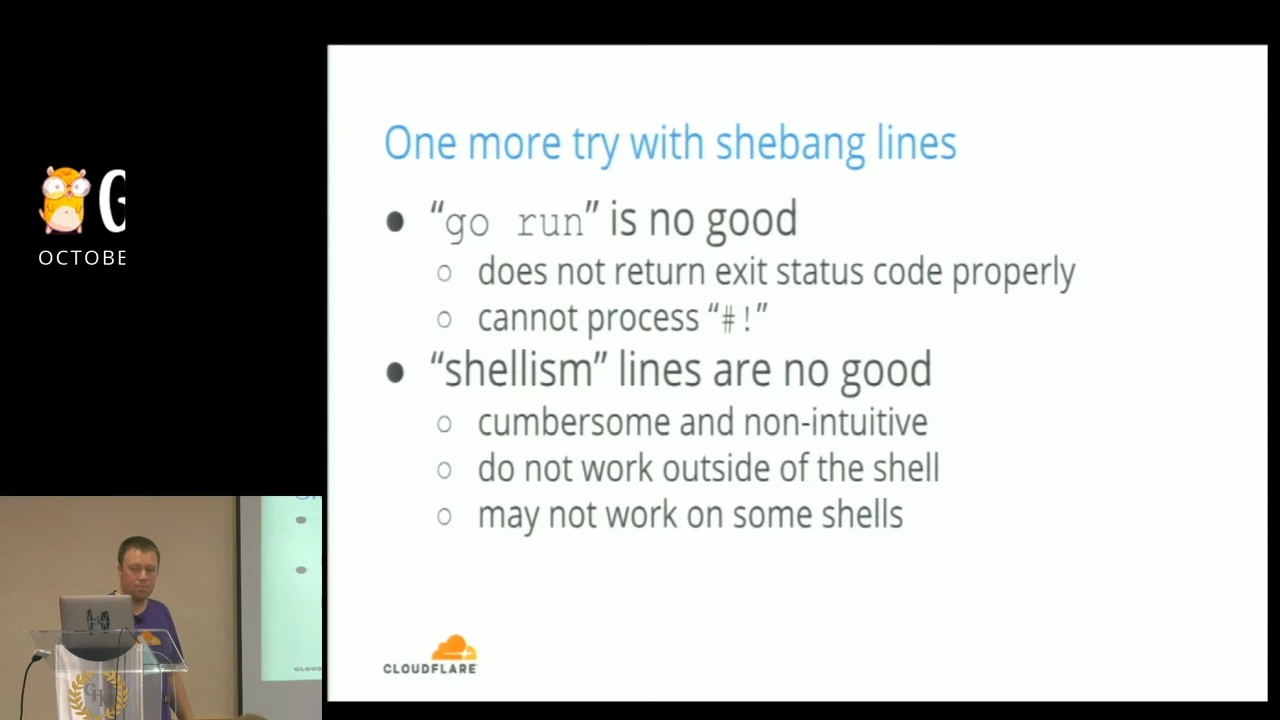 G
OCTOBE
One more try with shebang lines
● “go run” is no good
○ does not return exit status code properly
○ cannot process “#!”
● “shellism” lines are no good
○ cumbersome and non-intuitive
○ do not work outside of the shell
○ may not work on some shells
CLOUDFLARE